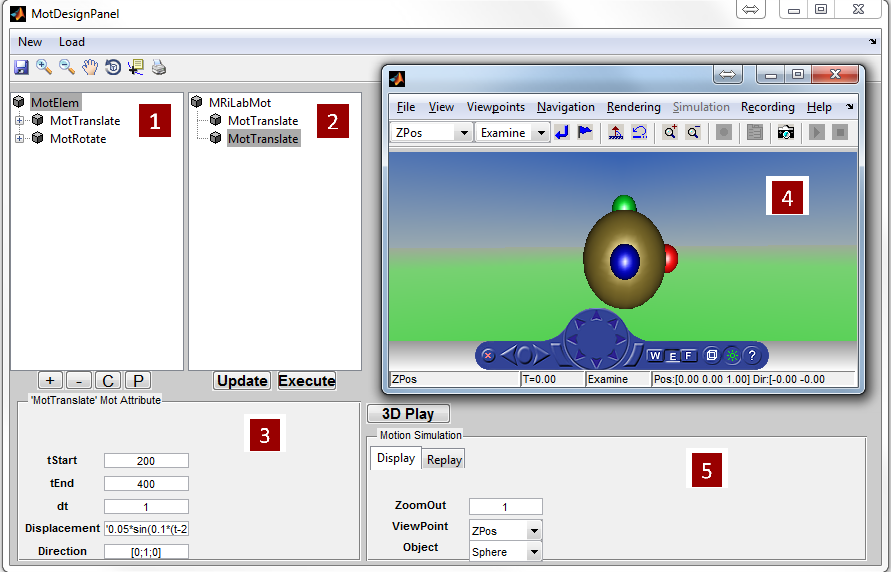 MotDesignPanel
New Load
MotElem
MotTranslate
MotRotate
1
MRiLabMot
MotTranslate
MotTranslate
2
File View Viewpoints Navigation Rendering Simulation Recording Help
ZPos Examine
4
W E F ?
ZPos T=0.00 Examine Pos:[0.00 0.00 1.00] Dir:[-0.00 -0.00
+ - C P
Update Execute
'MotTranslate' Mot Attribute
3
tStart 200
tEnd 400
dt 1
Displacement '0.05*sin(0.1*(t-2
Direction [0;1;0]
3D Play
Motion Simulation
Display Replay
5
ZoomOut 1
ViewPoint ZPos
Object Sphere